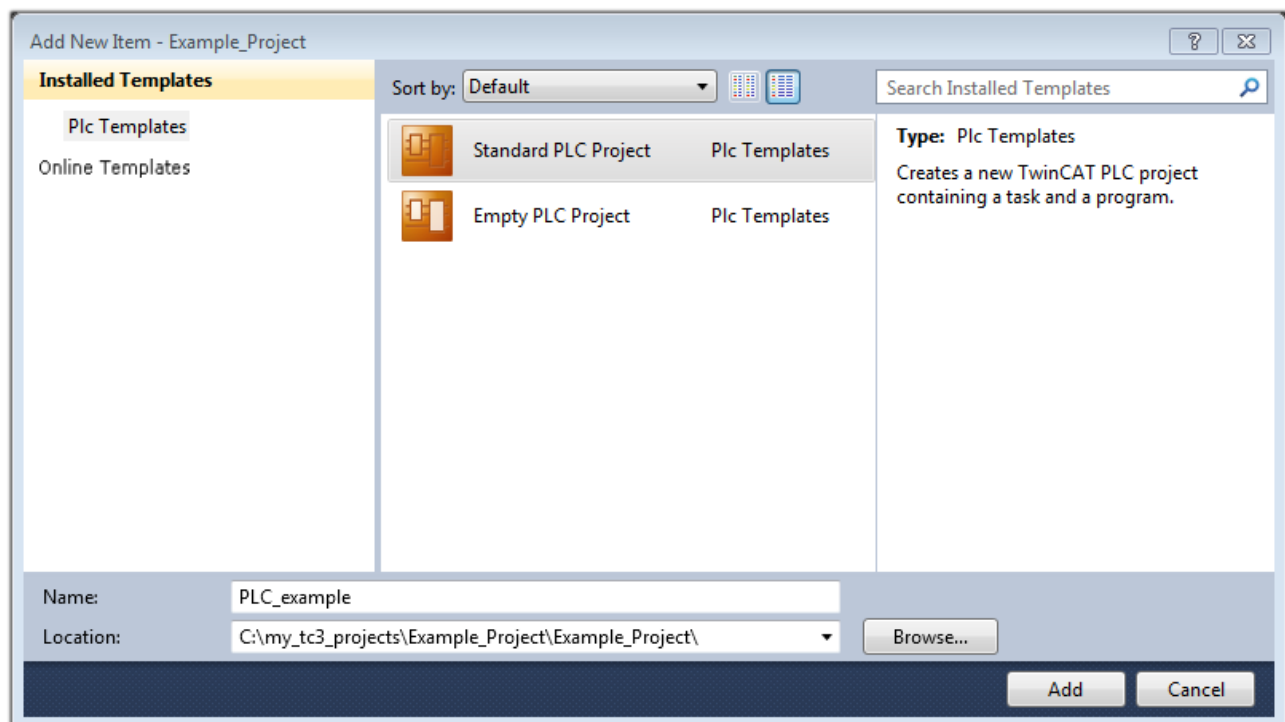 Add New Item - Example_Project
Installed Templates
Plc Templates
Online Templates
Sort by: Default
Search Installed Templates
Standard PLC Project Plc Templates
Empty PLC Project Plc Templates
Type: Plc Templates
Creates a new TwinCAT PLC project
containing a task and a program.
Name: PLC_example
Location: C:\my_tc3_projects\Example_Project\Example_Project\
Browse...
Add Cancel